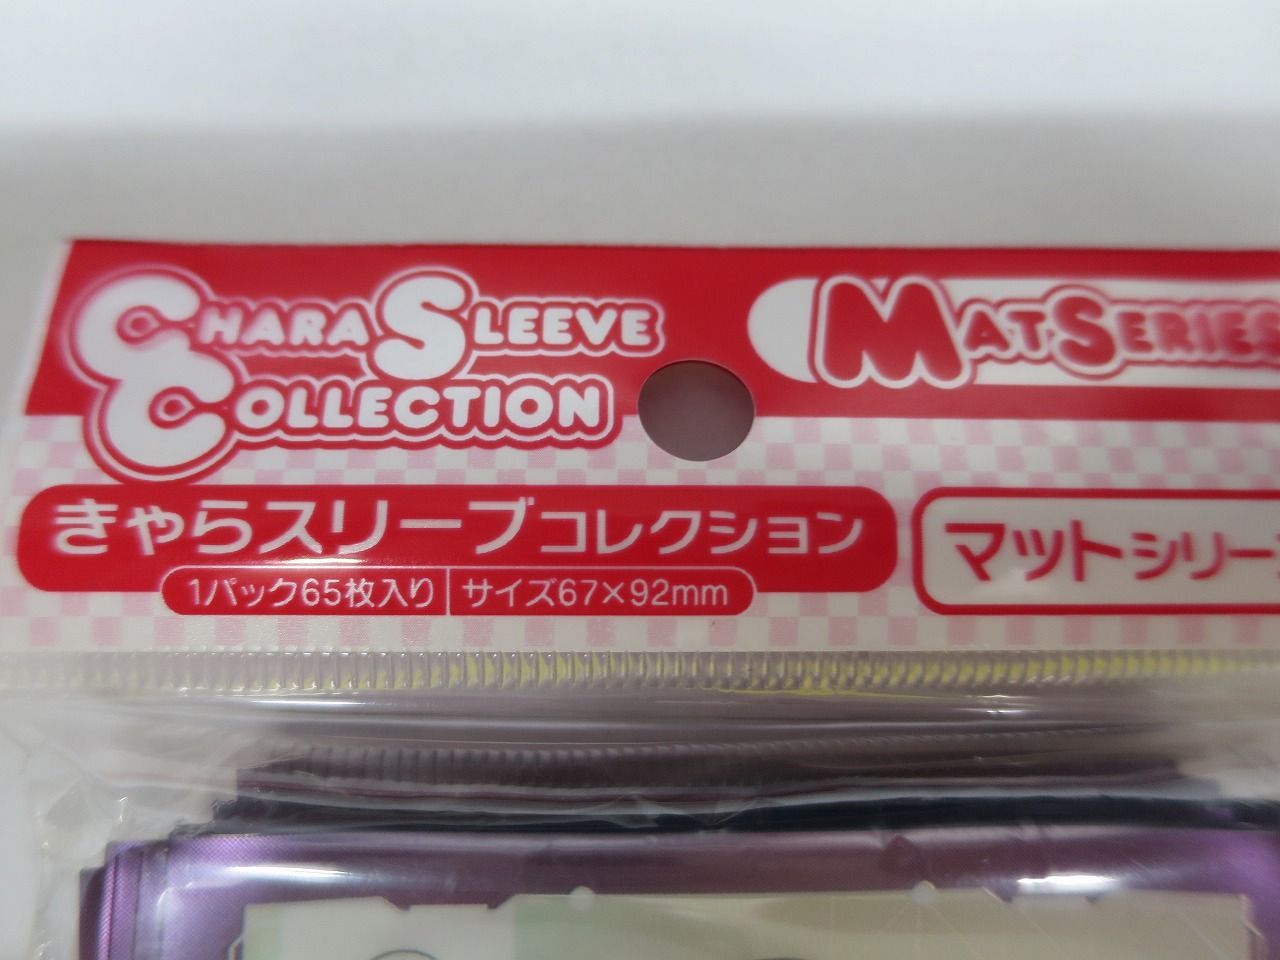 CHARA SLEEVE
COLLECTION
MAT SERIES
きゃらスリーブコレクション
マットシリー
1パック65枚入り
サイズ67×92mm